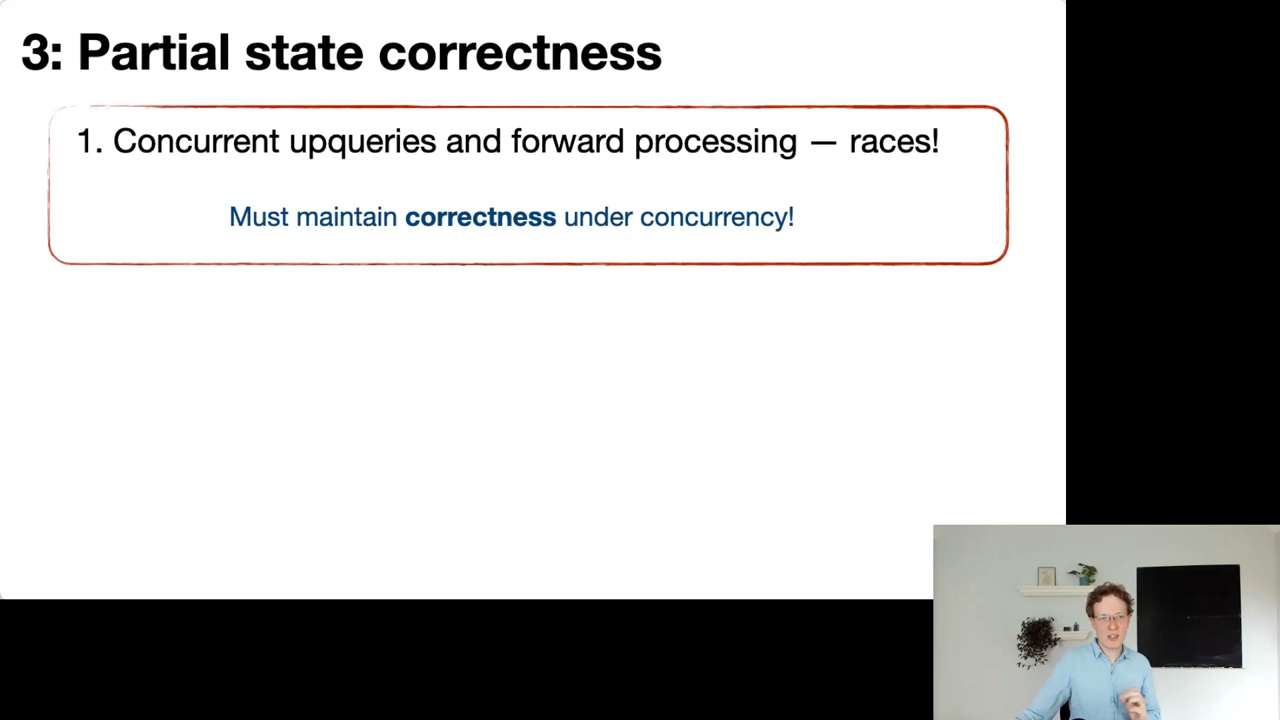 3: Partial state correctness
1. Concurrent upqueries and forward processing — races!
Must maintain correctness under concurrency!